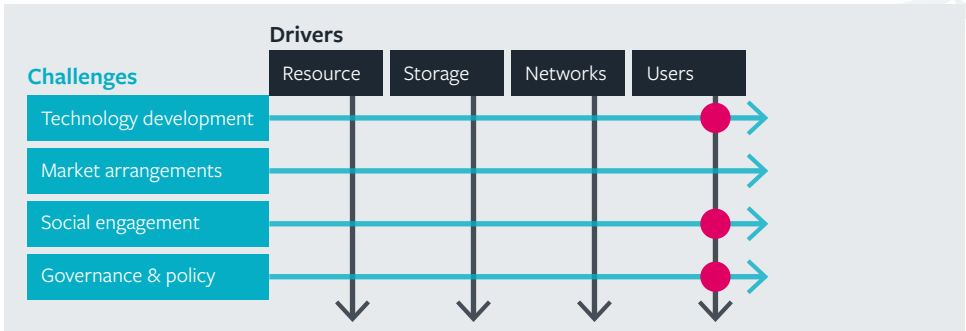 Drivers
Challenges
Resource Storage Networks Users
Technology development
Market arrangements
Social engagement
Governance & policy